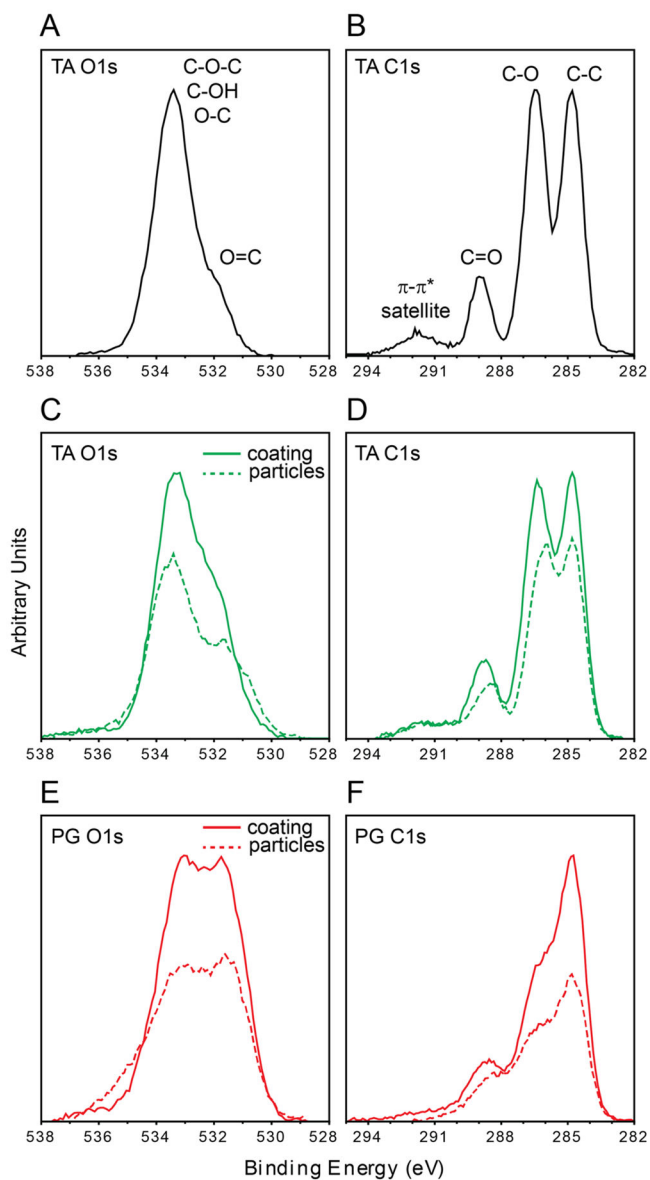 A
TA O1s
C-O-C
C-OH
O-C
O=C
538 536 534 532 530 528
B
TA C1s
C-O
C-C
C=O
π-π*
satellite
294 291 288 285 282
C
TA O1s
coating
particles
538 536 534 532 530 528
D
TA C1s
294 291 288 285 282
Arbitrary Units
E
PG O1s
coating
particles
538 536 534 532 530 528
F
PG C1s
294 291 288 285 282
Binding Energy (eV)